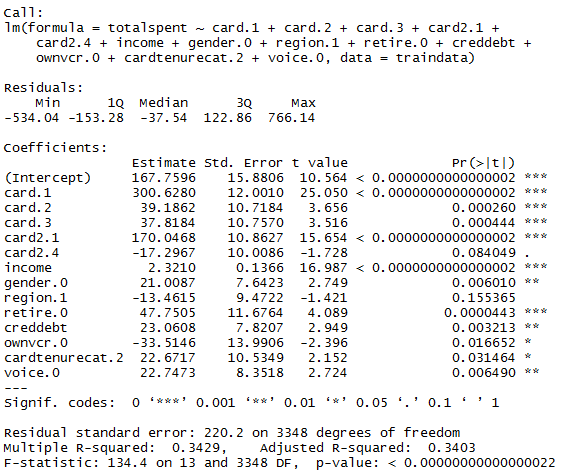 Call:
lm(formula = totalspent ~ card.1 + card.2 + card.3 + card2.1 +
    card2.4 + income + gender.0 + region.1 + retire.0 + creddebt +
    ownvcr.0 + cardtenurecat.2 + voice.0, data = traindata)

Residuals:
    Min      1Q  Median      3Q     Max
-534.04 -153.28  -37.54  122.86  766.14

Coefficients:
                Estimate Std. Error t value             Pr(>|t|)
(Intercept)     167.7596    15.8806  10.564 < 0.0000000000000002 ***
card.1          300.6280    12.0010  25.050 < 0.0000000000000002 ***
card.2           39.1862    10.7184   3.656             0.000260 ***
card.3           37.8184    10.7570   3.516             0.000444 ***
card2.1         170.0468    10.8627  15.654 < 0.0000000000000002 ***
card2.4         -17.2967    10.0086  -1.728             0.084049 .
income            2.3210     0.1366  16.987 < 0.0000000000000002 ***
gender.0         21.0087     7.6423   2.749             0.006010 **
region.1        -13.4615     9.4722  -1.421             0.155365
retire.0         47.7505    11.6764   4.089            0.0000443 ***
creddebt         23.0608     7.8207   2.949             0.003213 **
ownvcr.0        -33.5146    13.9906  -2.396             0.016652 *
cardtenurecat.2  22.6717    10.5349   2.152             0.031464 *
voice.0          22.7473     8.3518   2.724             0.006490 **
---
Signif. codes:  0 ‘***’ 0.001 ‘**’ 0.01 ‘*’ 0.05 ‘.’ 0.1 ‘ ’ 1

Residual standard error: 220.2 on 3348 degrees of freedom
Multiple R-squared:  0.3429,    Adjusted R-squared:  0.3403
F-statistic: 134.4 on 13 and 3348 DF,  p-value: < 0.00000000000000022